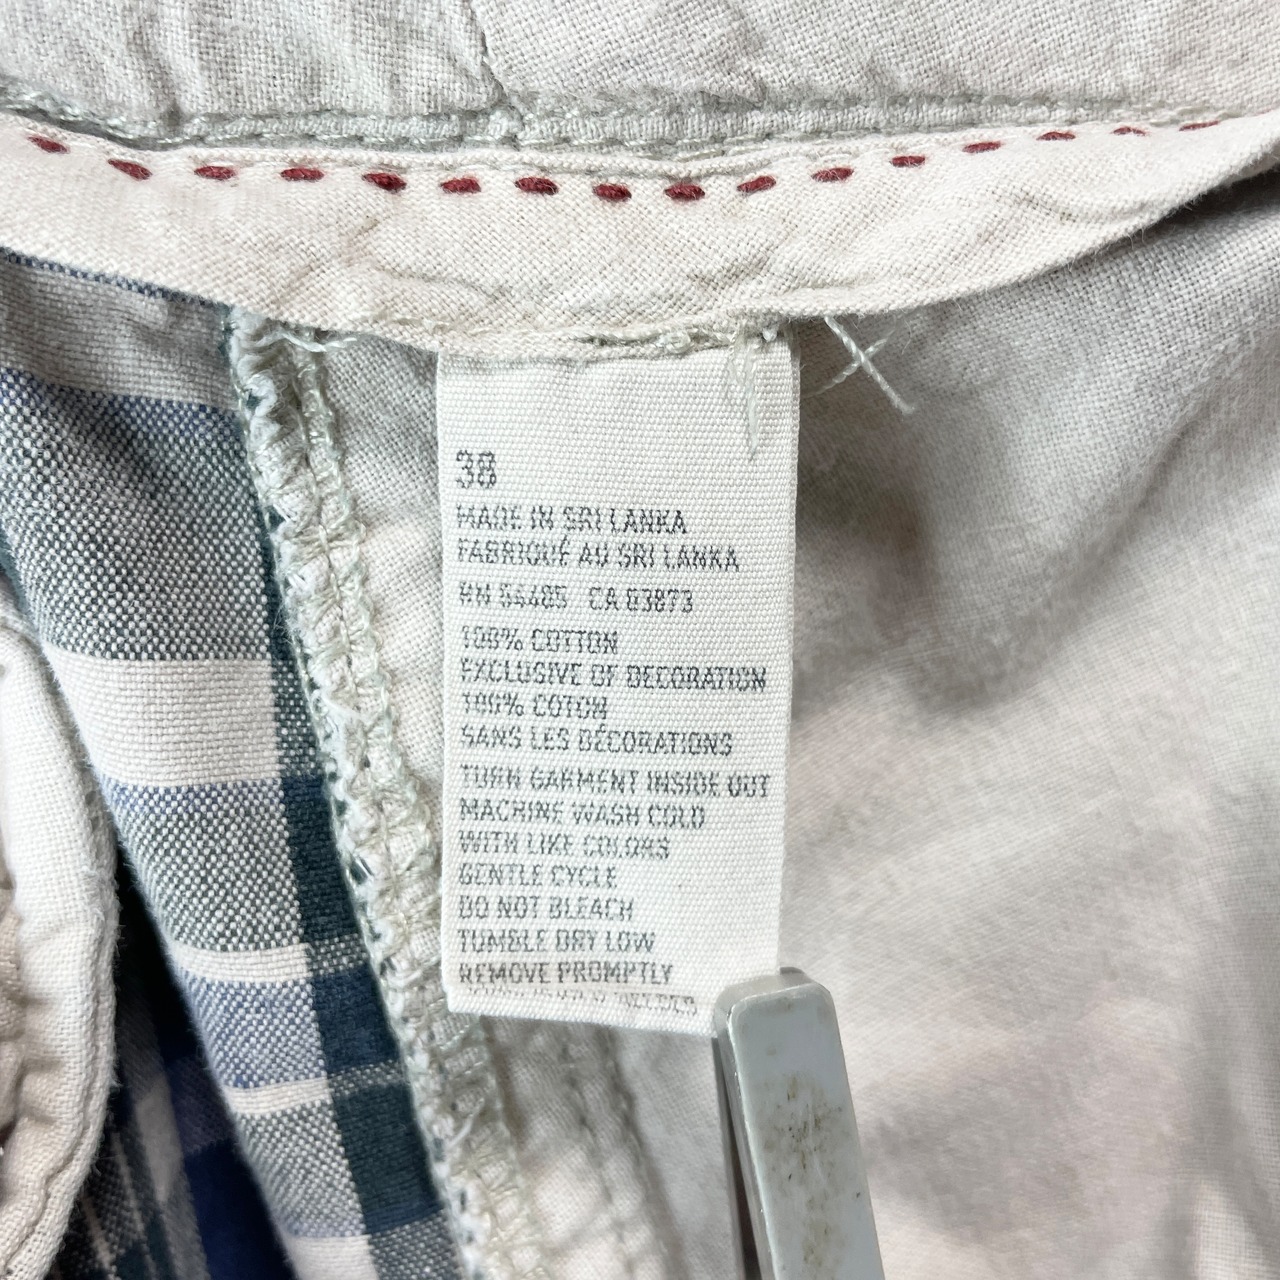 38
MADE IN SRI LANKA
FABRIQUÉ AU SRI LANKA
RN 54485 CA 03873
100% COTTON
EXCLUSIVE OF DECORATION
100% COTON
SANS LES DÉCORATIONS
TURN GARMENT INSIDE OUT
MACHINE WASH COLD
WITH LIKE COLORS
GENTLE CYCLE
DO NOT BLEACH
TUMBLE DRY LOW
REMOVE PROMPTLY